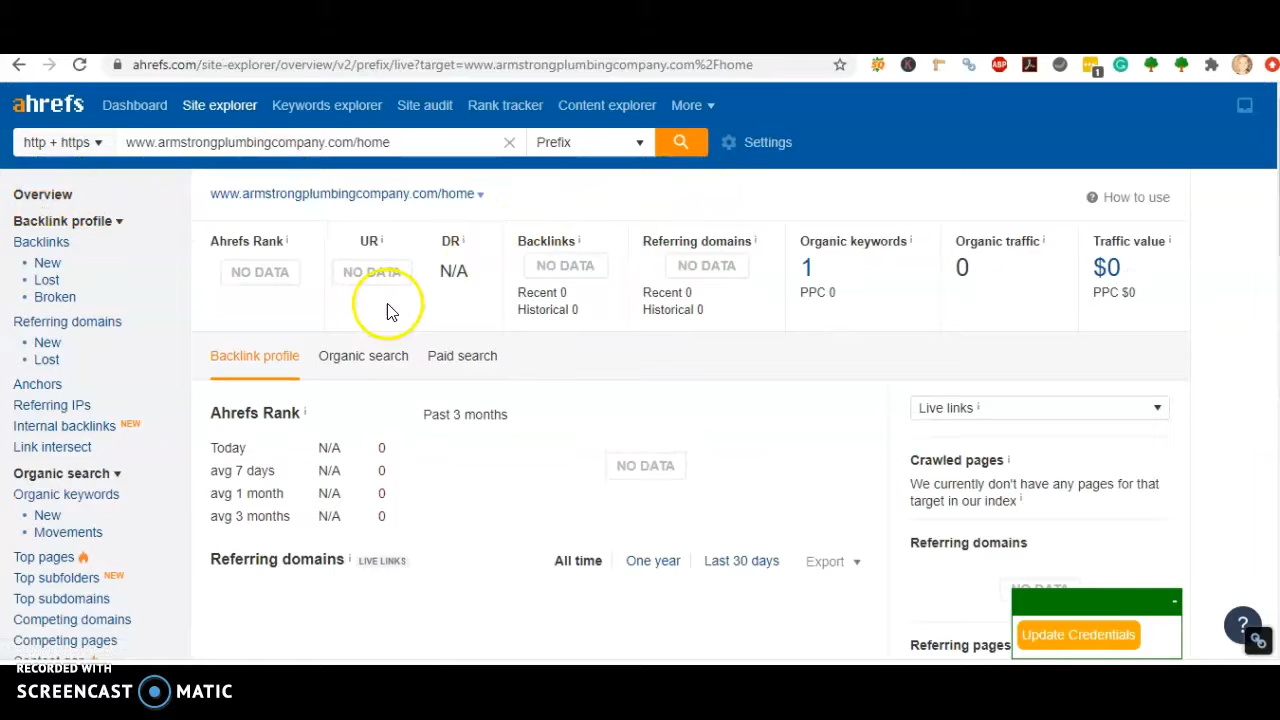 ahrefs.com/site-explorer/overview/v2/prefix/live?target=www.armstrongplumbingcompany.com%2Fhome
ABP
1
ahrefs Dashboard Site explorer Keywords explorer Site audit Rank tracker Content explorer More
http + https www.armstrongplumbingcompany.com/home Prefix Settings
Overview
Backlink profile
Backlinks
New
Lost
Broken
Referring domains
New
Lost
Anchors
Referring IPs
Internal backlinks NEW
Link intersect
Organic search
Organic keywords
New
Movements
Top pages
Top subfolders NEW
Top subdomains
Competing domains
Competing pages
www.armstrongplumbingcompany.com/home
? How to use
Ahrefs Rank i UR i DR i Backlinks i Referring domains i Organic keywords i Organic traffic i Traffic value i
NO DATA NO DATA N/A NO DATA NO DATA 1 0 $0
Recent 0 Recent 0 PPC 0 PPC $0
Historical 0 Historical 0
Backlink profile Organic search Paid search
Ahrefs Rank i Past 3 months
Today N/A 0
avg 7 days N/A 0
avg 1 month N/A 0
avg 3 months N/A 0
NO DATA
Referring domains i LIVE LINKS All time One year Last 30 days Export
Live links i
Crawled pages i
We currently don't have any pages for that
target in our index i
Referring domains
NO DATA
Referring pages
-
Update Credentials
?
RECORDED WITH
SCREENCAST MATIC